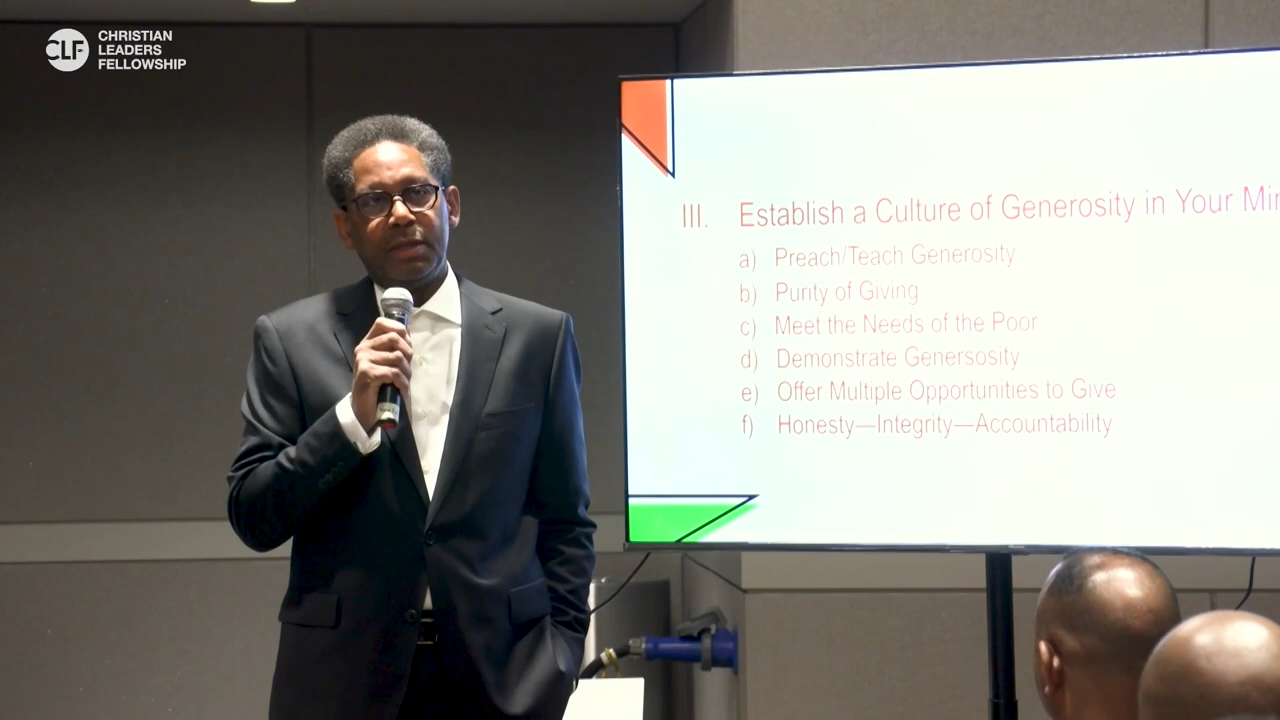 CLF
CHRISTIAN
LEADERS
FELLOWSHIP
III. Establish a Culture of Generosity in Your
a) Preach/Teach Generosity
b) Purity of Giving
c) Meet the Needs of the Poor
d) Demonstrate Genersosity
e) Offer Multiple Opportunities to Give
f) Honesty—Integrity—Accountability